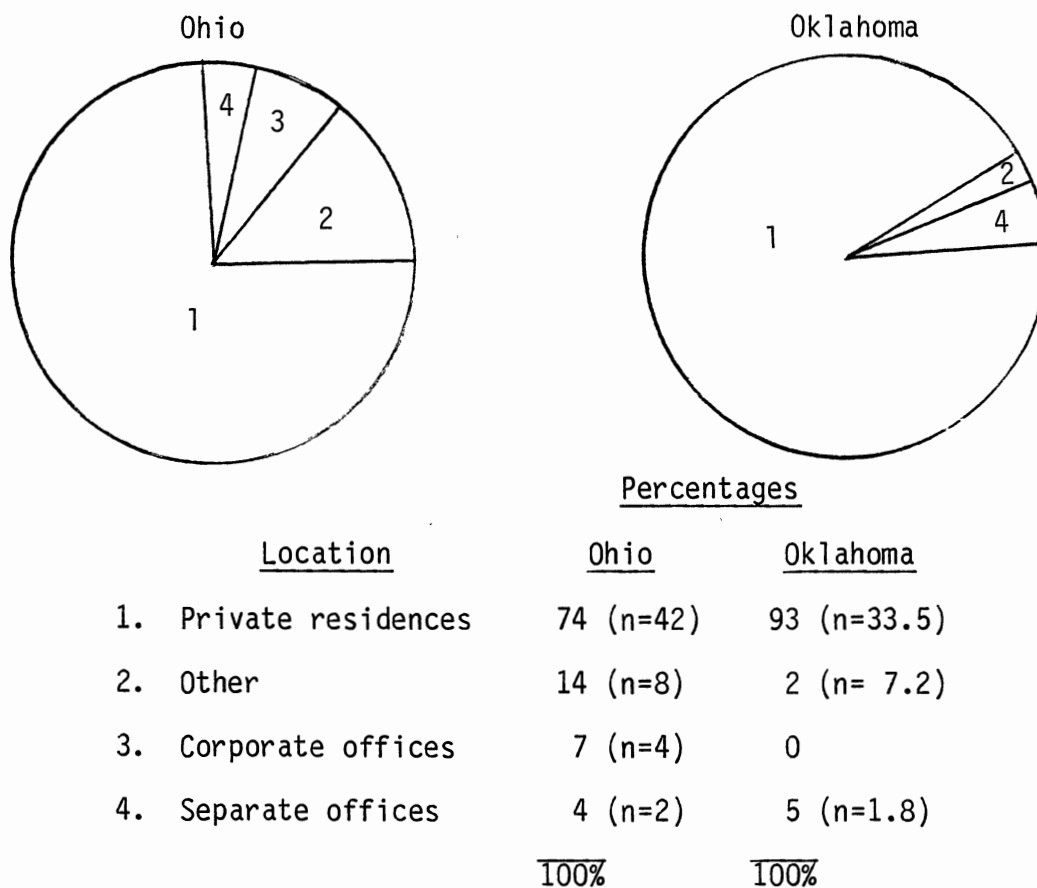 Ohio Oklahoma
4
3
2
1
2
4
1
Percentages
Location Ohio Oklahoma
1. Private residences 74 (n=42) 93 (n=33.5)
2. Other 14 (n=8) 2 (n= 7.2)
3. Corporate offices 7 (n=4) 0
4. Separate offices 4 (n=2) 5 (n=1.8)
100% 100%